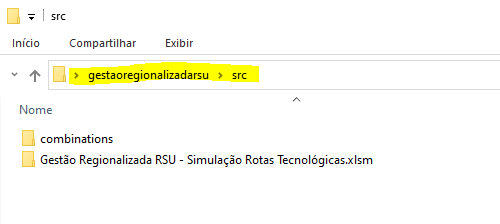 src
Início Compartilhar Exibir
gestaoregionalizadarsu src
Nome
combinations
Gestão Regionalizada RSU - Simulação Rotas Tecnológicas.xlsm